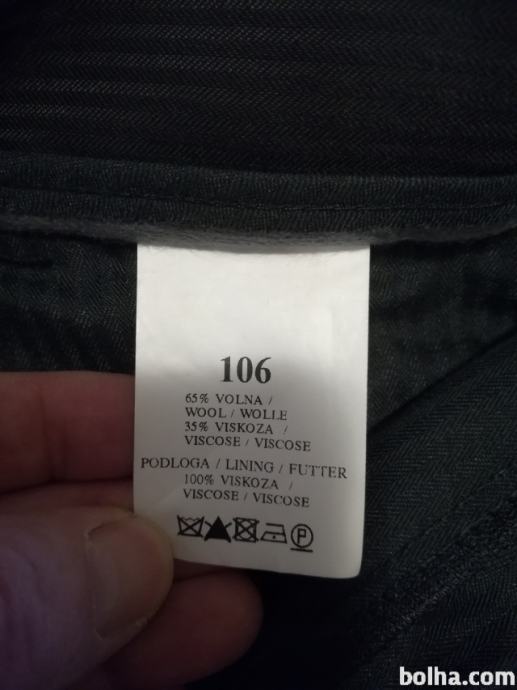 106
65% VOLNA /
WOOL / WOLLE
35% VISKOZA /
VISCOSE / VISCOSE
PODLOGA / LINING / FUTTER
100% VISKOZA /
VISCOSE / VISCOSE
P
bolha.com